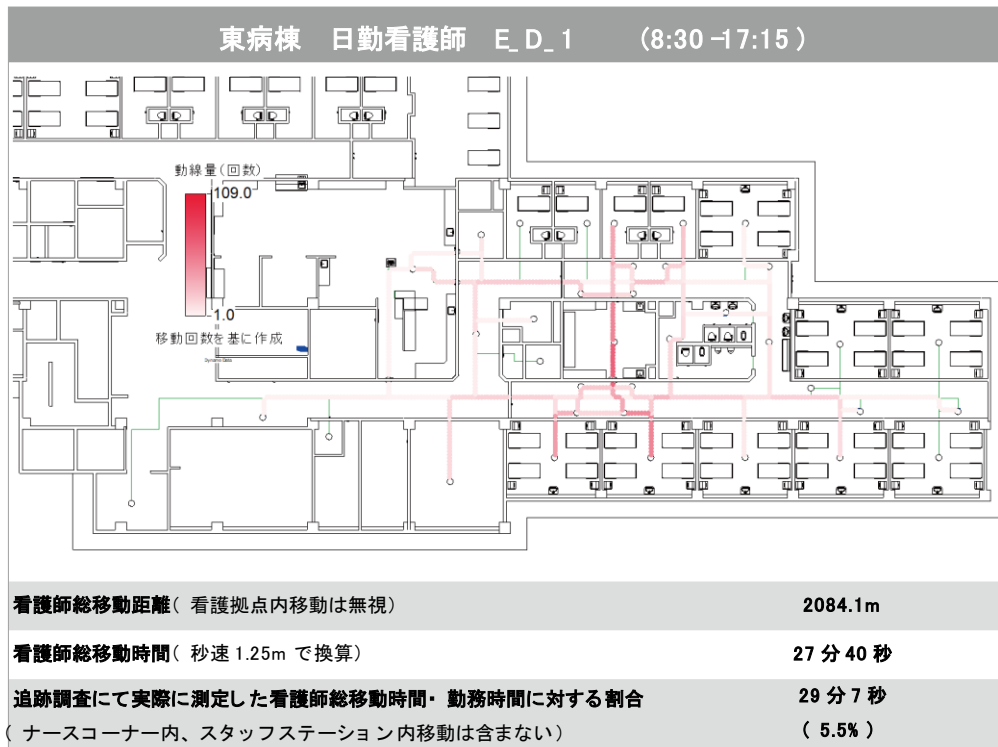 東病棟 日勤看護師 E_D_1 (8:30-17:15)
動線量(回数)
109.0
1.0
移動回数を基に作成
看護師総移動距離( 看護拠点内移動は無視) 2084.1m
看護師総移動時間( 秒速1.25m で換算) 27分40秒
追跡調査にて実際に測定した看護師総移動時間・ 勤務時間に対する割合 29分7秒
( ナースコーナー内、スタッフステーション内移動は含まない) ( 5.5% )